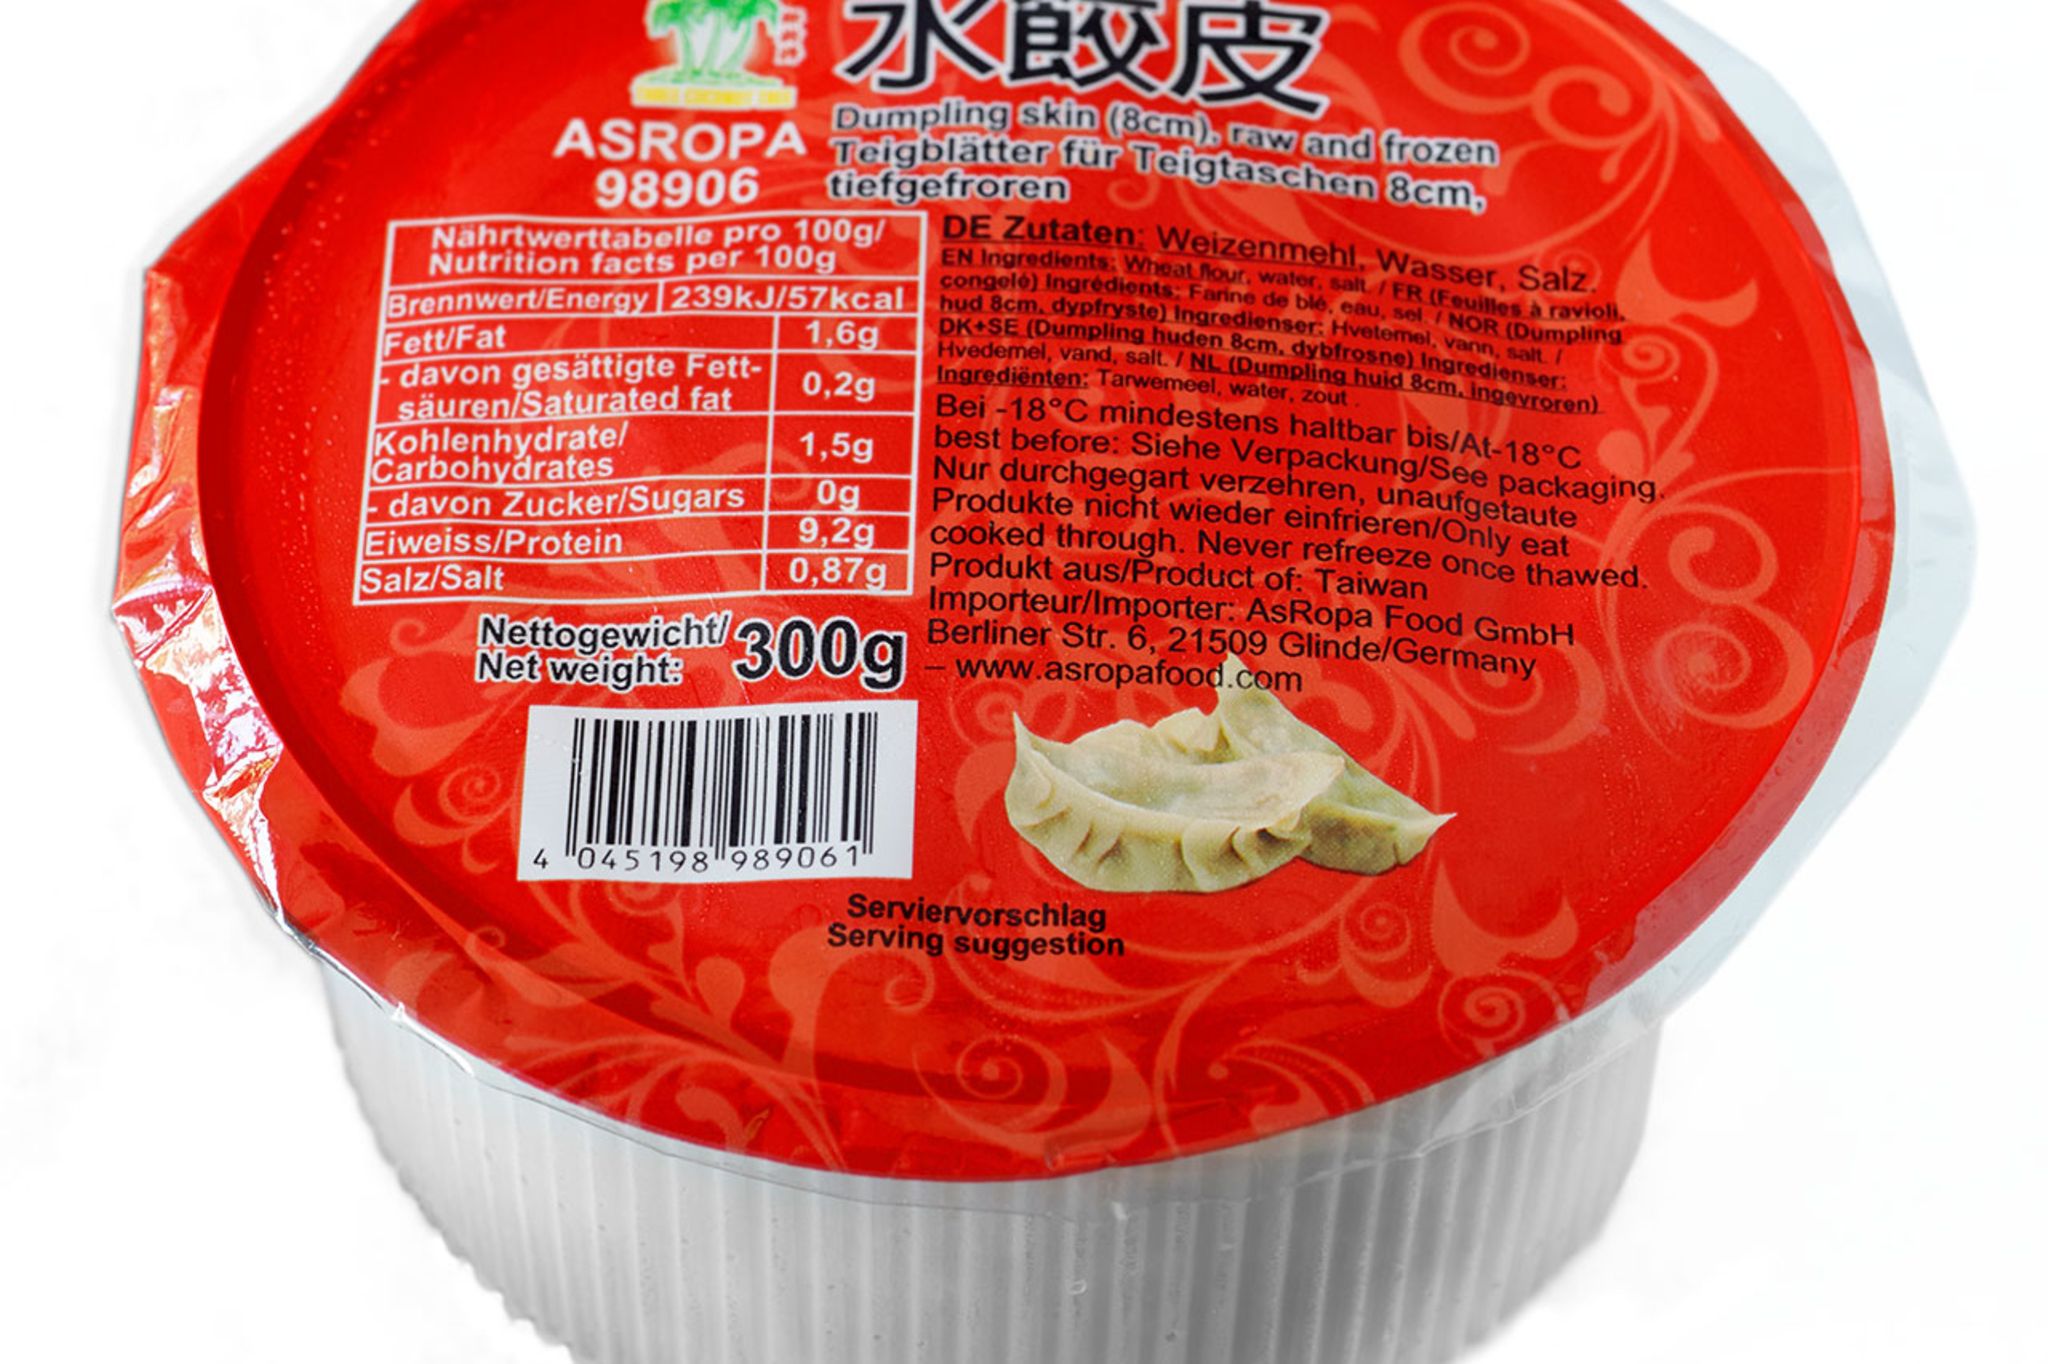 水餃皮
Dumpling skin (8cm), raw and frozen
Teigblätter für Teigtaschen 8cm,
tiefgefroren
ASROPA
98906
Nährtwerttabelle pro 100g/
Nutrition facts per 100g
Brennwert/Energy 239kJ/57kcal
Fett/Fat 1,6g
- davon gesättigte Fett-
säuren/Saturated fat 0,2g
Kohlenhydrate/
Carbohydrates 1,5g
- davon Zucker/Sugars 0g
Eiweiss/Protein 9,2g
Salz/Salt 0,87g
Nettogewicht/
Net weight: 300g
DE Zutaten: Weizenmehl, Wasser, Salz.
EN Ingredients: Wheat flour, water, salt. / FR (Feuilles à ravioli,
congelé) Ingrédients: Farine de blé, eau, sel. / NOR (Dumpling
hud 8cm, dypfryste) Ingredienser: Hvetemel, vann, salt. /
DK+SE (Dumpling huden 8cm, dybfrosne) Ingredienser:
Hvedemel, vand, salt. / NL (Dumpling huid 8cm, ingevroren)
Ingrediënten: Tarwemeel, water, zout.
Bei -18°C mindestens haltbar bis/At-18°C
best before: Siehe Verpackung/See packaging.
Nur durchgegart verzehren, unaufgetaute
Produkte nicht wieder einfrieren/Only eat
cooked through. Never refreeze once thawed.
Produkt aus/Product of: Taiwan
Importeur/Importer: AsRopa Food GmbH
Berliner Str. 6, 21509 Glinde/Germany
– www.asropafood.com
4 045198 989061
Serviervorschlag
Serving suggestion